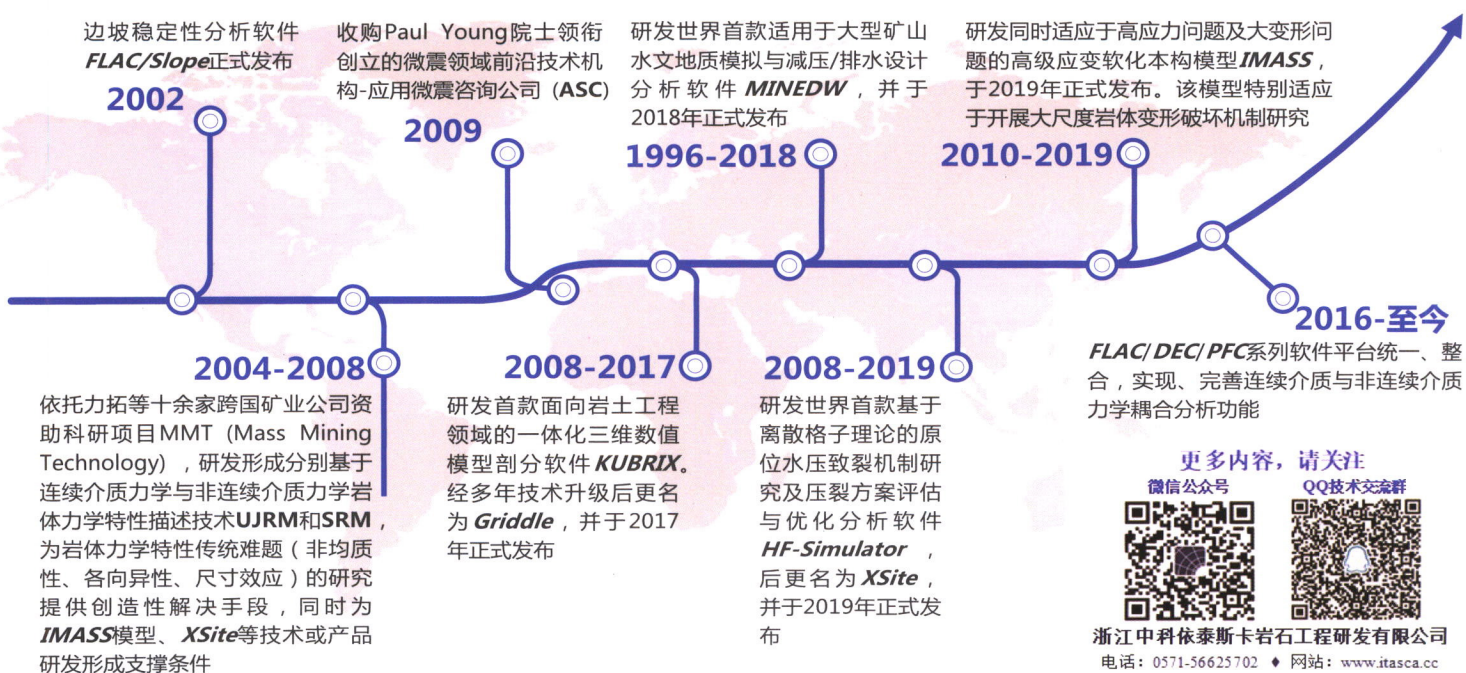 边坡稳定性分析软件
FLAC/Slope正式发布
2002
收购Paul Young院士领衔
创立的微震领域前沿技术机
构-应用微震咨询公司 (ASC)
2009
研发世界首款适用于大型矿山
水文地质模拟与减压/排水设计
分析软件 MINEDW，并于
2018年正式发布
1996-2018
研发同时适应于高应力问题及大变形问
题的高级应变软化本构模型IMASS，
于2019年正式发布。该模型特别适应
于开展大尺度岩体变形破坏机制研究
2010-2019
2004-2008
依托力拓等十余家跨国矿业公司资
助科研项目MMT (Mass Mining
Technology)，研发形成分别基于
连续介质力学与非连续介质力学岩
体力学特性描述技术UJRM和SRM，
为岩体力学特性传统难题（非均质
性、各向异性、尺寸效应）的研究
提供创造性解决手段，同时为
IMASS模型、XSite等技术或产品
研发形成支撑条件
2008-2017
研发首款面向岩土工程
领域的一体化三维数值
模型剖分软件KUBRIX。
经多年技术升级后更名
为Griddle，并于2017
年正式发布
2008-2019
研发世界首款基于
离散格子理论的原
位水压致裂机制研
究及压裂方案评估
与优化分析软件
HF-Simulator，
后更名为XSite，
并于2019年正式发
布
2016-至今
FLAC/DEC/PFC系列软件平台统一、整
合，实现、完善连续介质与非连续介质
力学耦合分析功能
更多内容，请关注
微信公众号
QQ技术交流群
浙江中科依泰斯卡岩石工程研发有限公司
电话：0571-56625702 ♦ 网站：www.itasca.cc